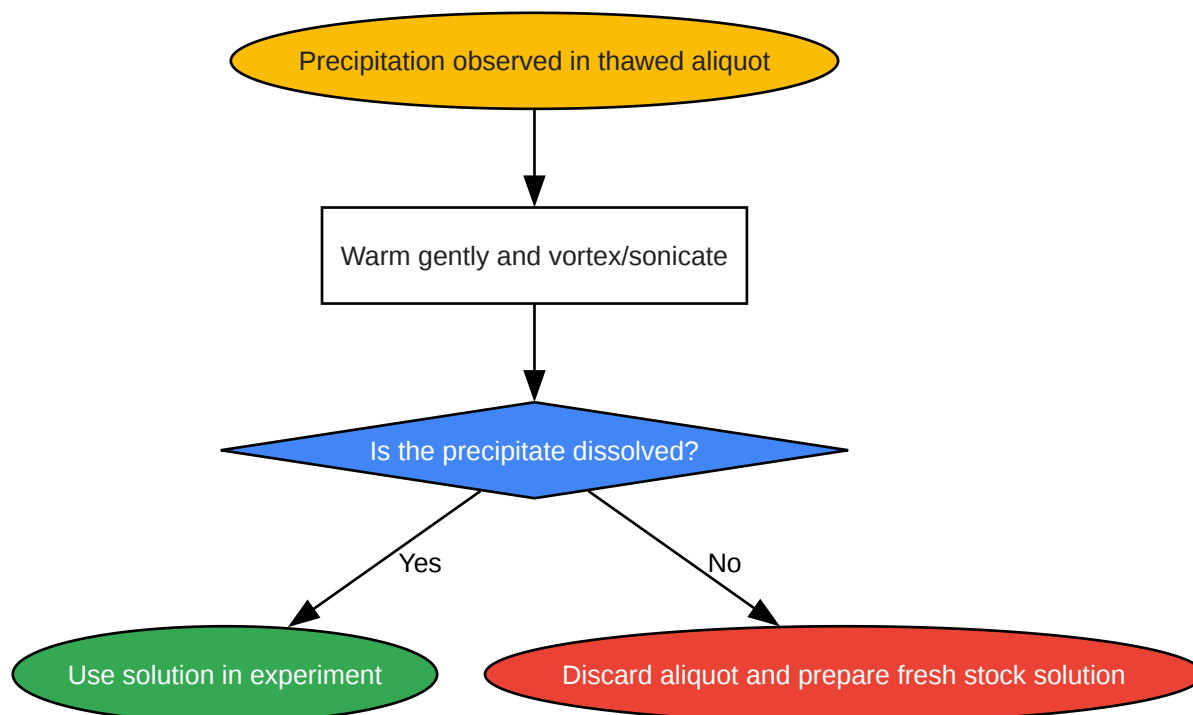 Precipitation observed in thawed aliquot
Warm gently and vortex/sonicate
Is the precipitate dissolved?
Yes
No
Use solution in experiment
Discard aliquot and prepare fresh stock solution